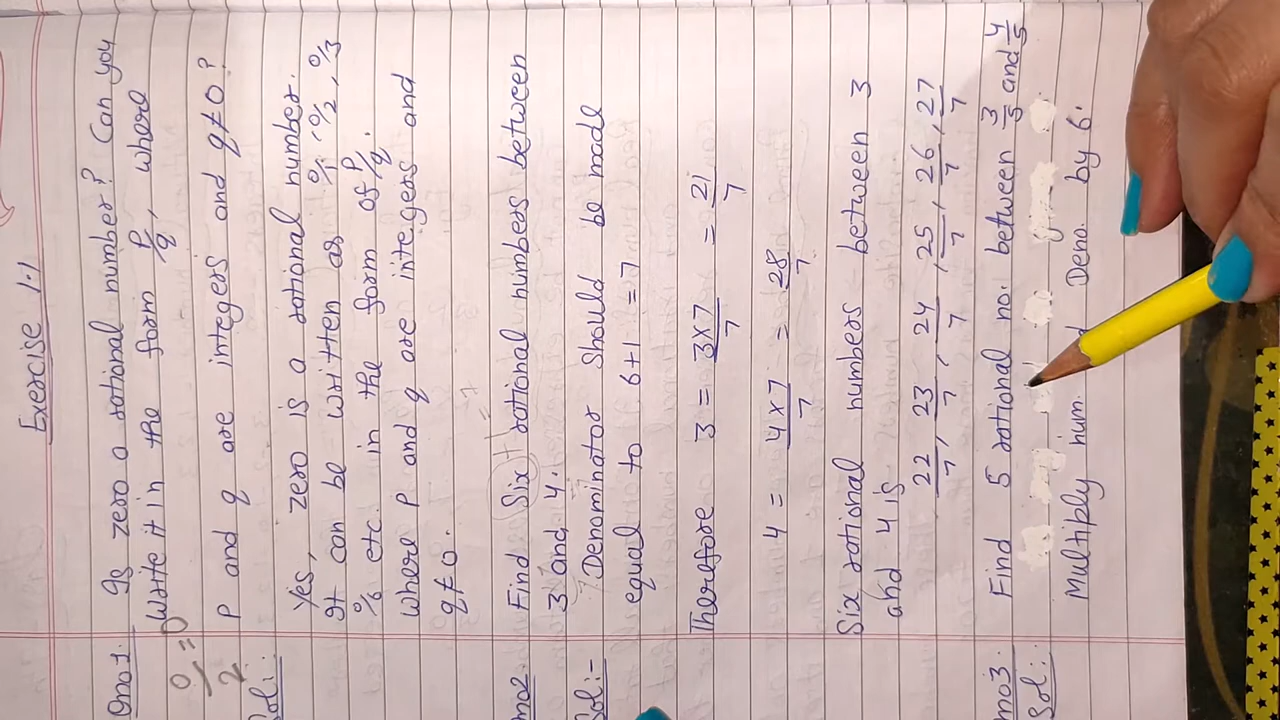 Exercise 1.1
Qno1. Is zero a rational number? Can you
write it in the form p/q, where
0/2 = 0
p and q are integers and q≠0?
Sol:- Yes, zero is a rational number.
It can be written as 0/1, 0/2, 0/3
% etc. in the form of p/q.
where p and q are integers and
q≠0.
no2. Find Six rational numbers between
3 and 4.
Sol:- Denominator should be made
equal to 6+1=7
Therefore 3 = 3×7/7 = 21/7
4 = 4×7/7 = 28/7
Six rational numbers between 3
and 4 is
22/7, 23/7, 24/7, 25/7, 26/7, 27/7
no3. Find 5 rational no. between 3/5 and 4/5
Sol:
Multiply num. Deno. by 6.